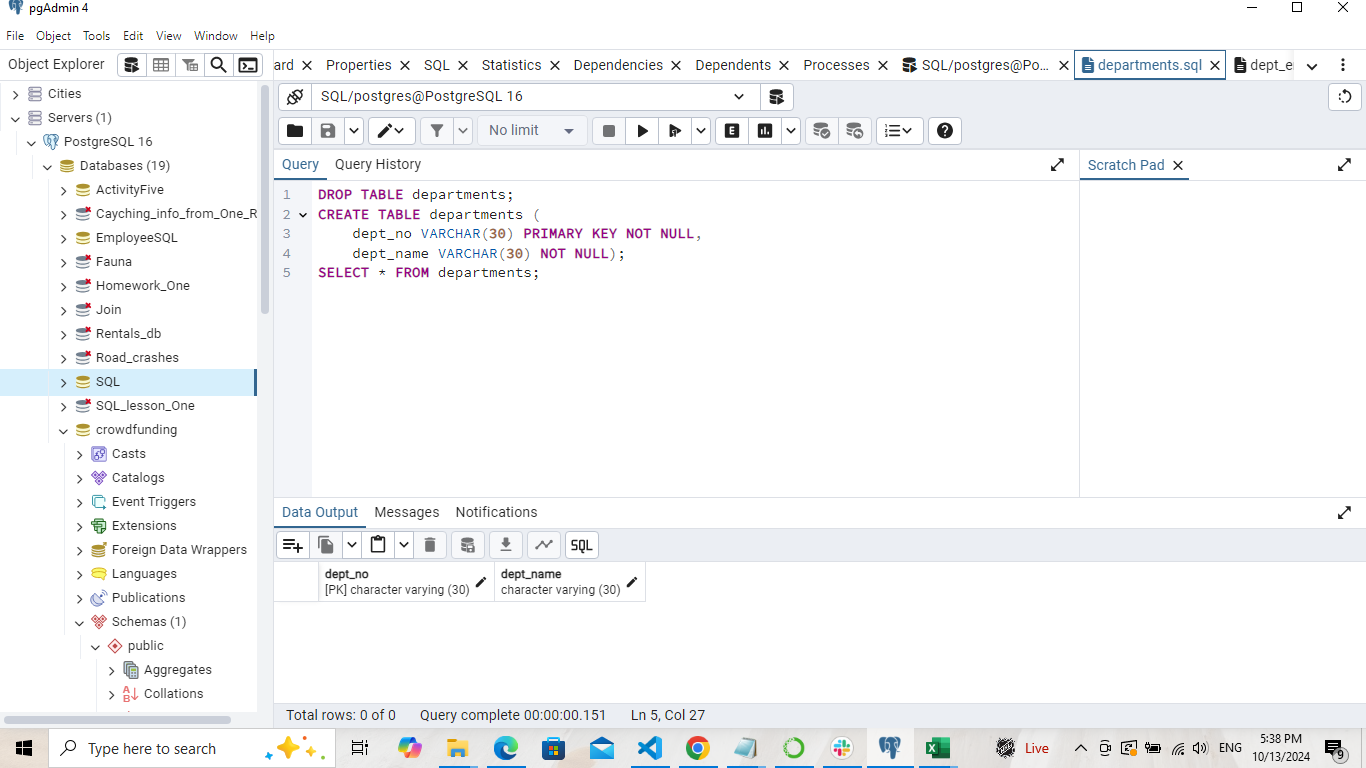 pgAdmin 4
File Object Tools Edit View Window Help
Object Explorer
ard Properties SQL Statistics Dependencies Dependents Processes SQL/postgres@Po... departments.sql dept_e
Cities
Servers (1)
PostgreSQL 16
Databases (19)
ActivityFive
Cayching_info_from_One_R
EmployeeSQL
Fauna
Homework_One
Join
Rentals_db
Road_crashes
SQL
SQL_lesson_One
crowdfunding
Casts
Catalogs
Event Triggers
Extensions
Foreign Data Wrappers
Languages
Publications
Schemas (1)
public
Aggregates
Collations
SQL/postgres@PostgreSQL 16
No limit
E
Query Query History
Scratch Pad
1 DROP TABLE departments;
2 CREATE TABLE departments (
3 dept_no VARCHAR(30) PRIMARY KEY NOT NULL,
4 dept_name VARCHAR(30) NOT NULL);
5 SELECT * FROM departments;
Data Output Messages Notifications
SQL
dept_no
[PK] character varying (30)
dept_name
character varying (30)
Total rows: 0 of 0 Query complete 00:00:00.151 Ln 5, Col 27
Type here to search
Live
ENG
5:38 PM
10/13/2024
9